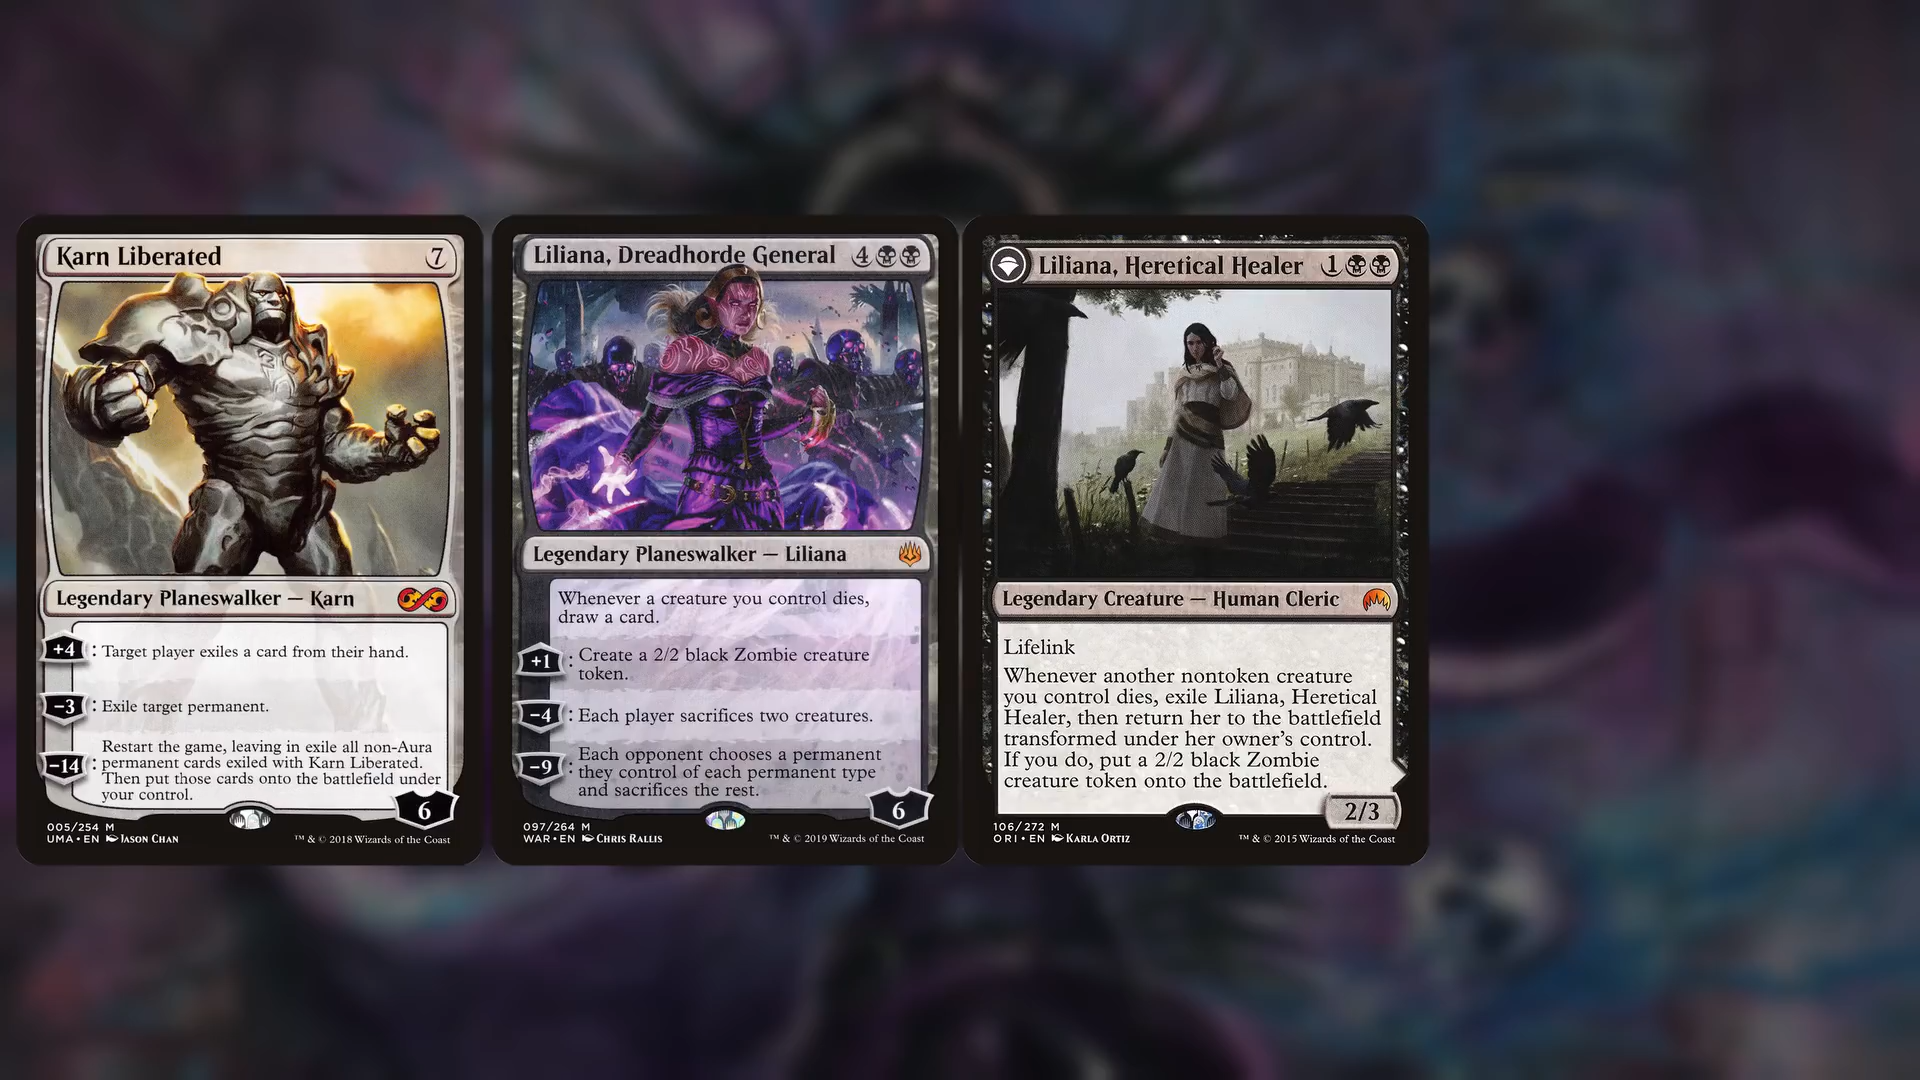 Karn Liberated 7
Legendary Planeswalker — Karn
+4 : Target player exiles a card from their hand.
−3 : Exile target permanent.
−14 : Restart the game, leaving in exile all non-Aura
permanent cards exiled with Karn Liberated.
Then put those cards onto the battlefield under
your control.
6
005/254 M
UMA • EN Jason Chan
™ & © 2018 Wizards of the Coast
Liliana, Dreadhorde General 4
Legendary Planeswalker — Liliana
Whenever a creature you control dies,
draw a card.
+1 : Create a 2/2 black Zombie creature
token.
−4 : Each player sacrifices two creatures.
−9 : Each opponent chooses a permanent
they control of each permanent type
and sacrifices the rest.
6
097/264 M
WAR • EN Chris Rallis
™ & © 2019 Wizards of the Coast
Liliana, Heretical Healer 1
Legendary Creature — Human Cleric
Lifelink
Whenever another nontoken creature
you control dies, exile Liliana, Heretical
Healer, then return her to the battlefield
transformed under her owner's control.
If you do, put a 2/2 black Zombie
creature token onto the battlefield.
2/3
106/272 M
ORI • EN Karla Ortiz
™ & © 2015 Wizards of the Coast